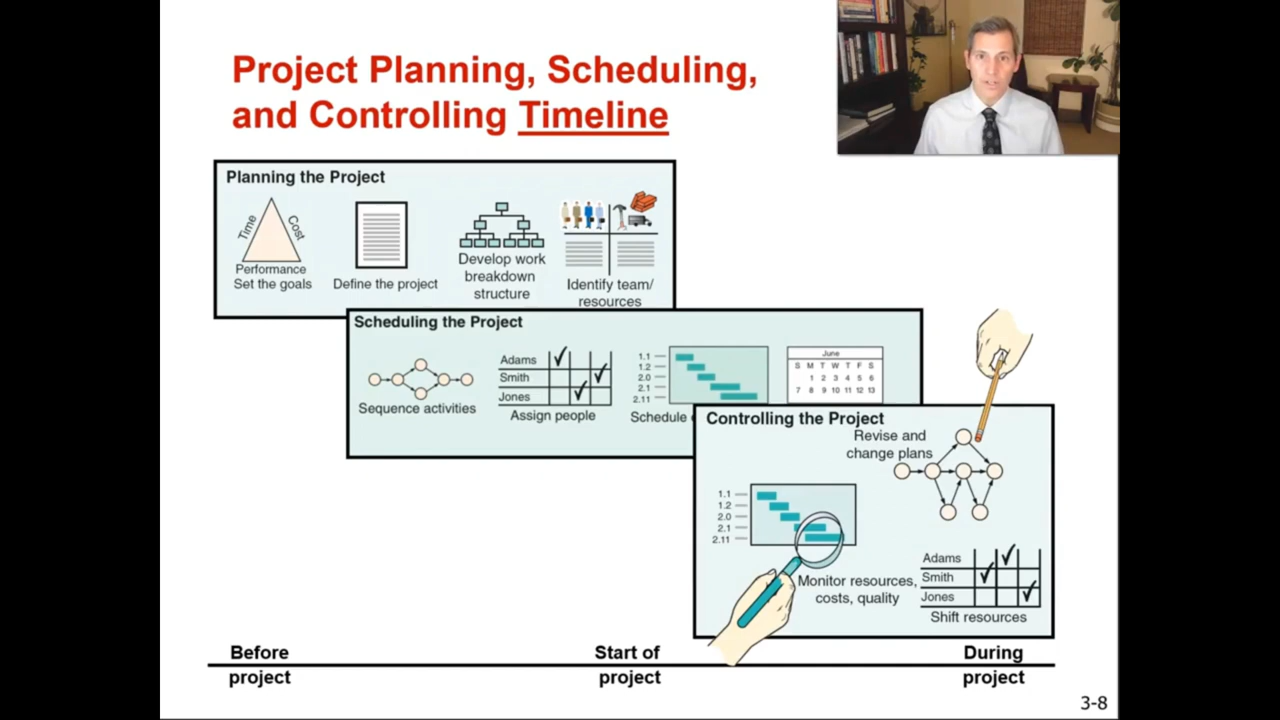 Project Planning, Scheduling,
and Controlling Timeline
Planning the Project
Time
Cost
Performance
Set the goals
Define the project
Develop work
breakdown
structure
Identify team/
resources
Scheduling the Project
Sequence activities
Adams
Smith
Jones
Assign people
1.1
1.2
2.0
2.1
2.11
Schedule
June
S M T W T F S
1 2 3 4 5 6
7 8 9 10 11 12 13
Controlling the Project
Revise and
change plans
1.1
1.2
2.0
2.1
2.11
Monitor resources,
costs, quality
Adams
Smith
Jones
Shift resources
Before
project
Start of
project
During
project
3-8